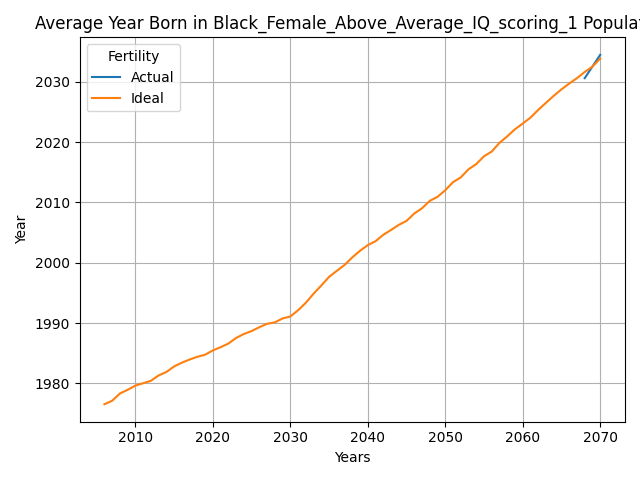 Average Year Born in Black_Female_Above_Average_IQ_scoring_1 Populat
Fertility
Actual
Ideal
2030
2020
2010
2000
1990
1980
Year
2010 2020 2030 2040 2050 2060 2070
Years